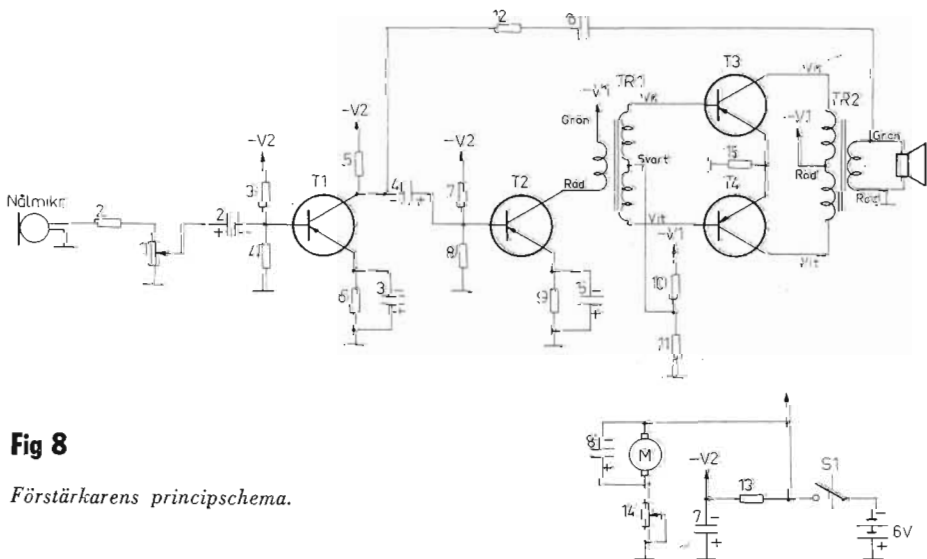 12
6
T3
Vit
TR1
TR2
-V1
Grön
Vit
-V2
-V2
5
-V2
-V1
Grön
Svart
15
Röd
3
T1
4
7
T2
Röd
T4
Röd
Nålmikr.
2
2
1
+
-
+
Vit
-V1
4
8
Vit
10
6
3
+
9
5
+
11
Fig 8
Förstärkarens principschema.
8
+
M
-V2
S1
13
14
7
-
+
-
+
6V